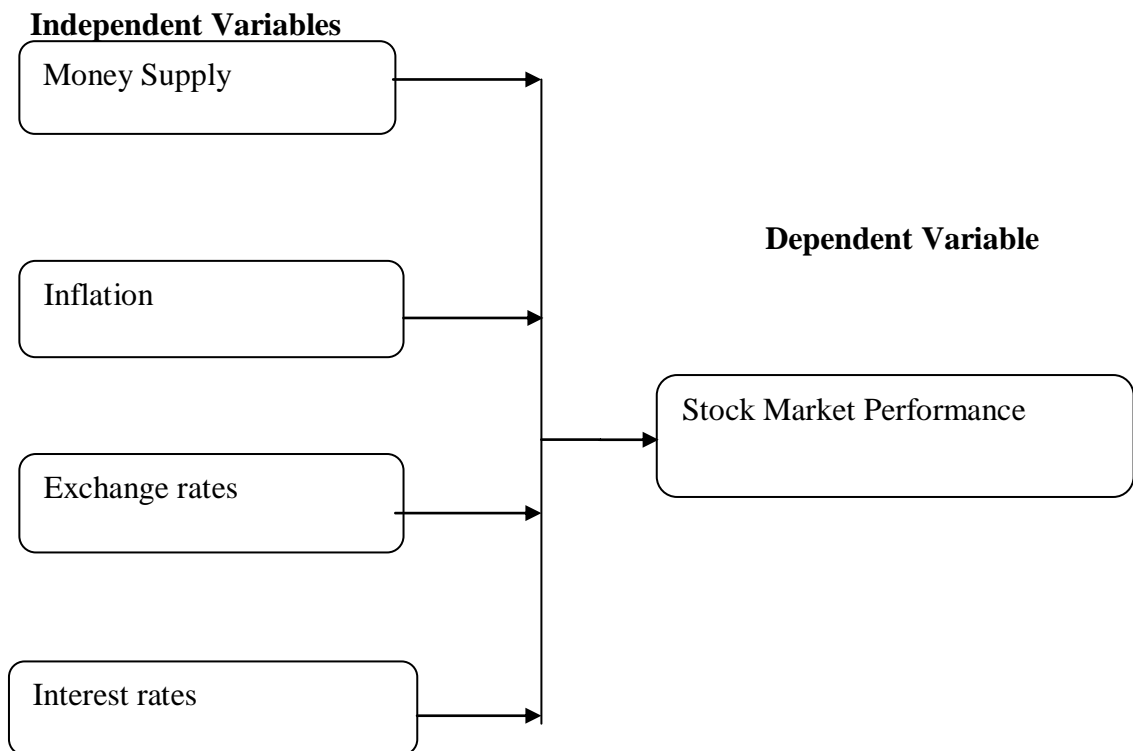 Independent Variables
Money Supply
Inflation
Exchange rates
Interest rates
Dependent Variable
Stock Market Performance